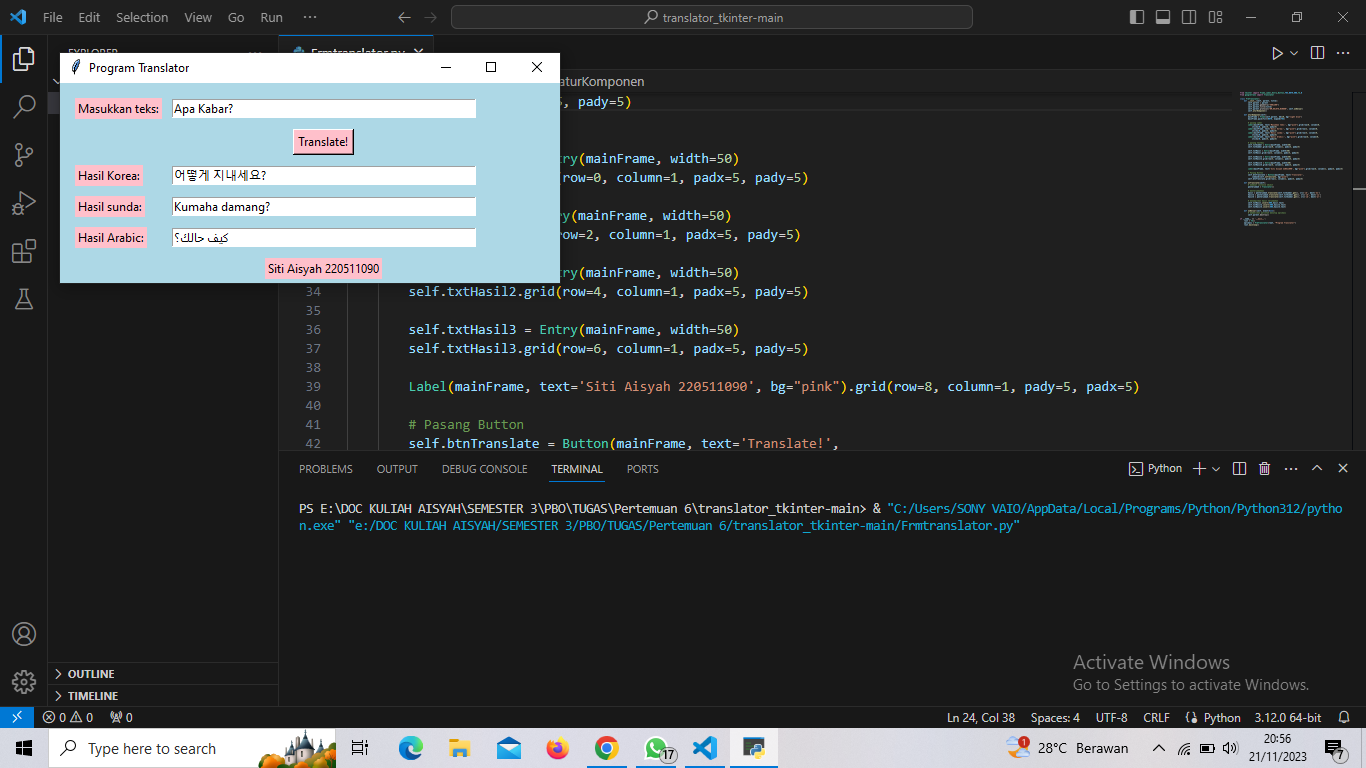 File Edit Selection View Go Run ···
translator_tkinter-main
EXPLORER
Frmtranslator.py
Program Translator
Masukkan teks: Apa Kabar?
Translate!
Hasil Korea: 어떻게 지내세요?
Hasil sunda: Kumaha damang?
Hasil Arabic: كيف حالك؟
Siti Aisyah 220511090
aturKomponen
, pady=5)
try(mainFrame, width=50)
row=0, column=1, padx=5, pady=5)
ry(mainFrame, width=50)
row=2, column=1, padx=5, pady=5)
try(mainFrame, width=50)
34 self.txtHasil2.grid(row=4, column=1, padx=5, pady=5)
35
36 self.txtHasil3 = Entry(mainFrame, width=50)
37 self.txtHasil3.grid(row=6, column=1, padx=5, pady=5)
38
39 Label(mainFrame, text='Siti Aisyah 220511090', bg="pink").grid(row=8, column=1, pady=5, padx=5)
40
41 # Pasang Button
42 self.btnTranslate = Button(mainFrame, text='Translate!',
PROBLEMS OUTPUT DEBUG CONSOLE TERMINAL PORTS
Python
PS E:\DOC KULIAH AISYAH\SEMESTER 3\PBO\TUGAS\Pertemuan 6\translator_tkinter-main> & "C:/Users/SONY VAIO/AppData/Local/Programs/Python/Python312/pytho
n.exe" "e:/DOC KULIAH AISYAH/SEMESTER 3/PBO/TUGAS/Pertemuan 6/translator_tkinter-main/Frmtranslator.py"
OUTLINE
TIMELINE
Activate Windows
Go to Settings to activate Windows.
0 0 0
Ln 24, Col 38 Spaces: 4 UTF-8 CRLF Python 3.12.0 64-bit
Type here to search
17
1
28°C Berawan
20:56
21/11/2023
7